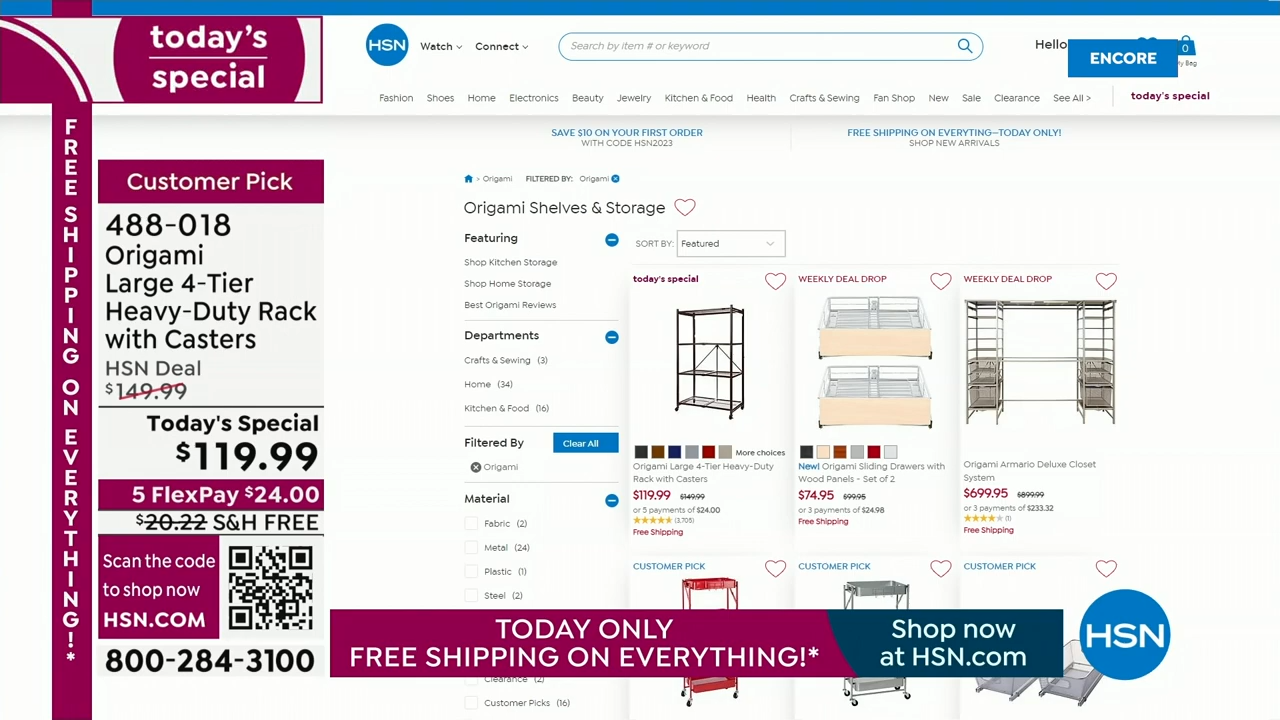 today's
special
FREE SHIPPING ON EVERYTHING!*
Customer Pick
488-018
Origami
Large 4-Tier
Heavy-Duty Rack
with Casters
HSN Deal
$149.99
Today's Special
$119.99
5 FlexPay $24.00
$20.22 S&H FREE
Scan the code
to shop now
HSN.COM
800-284-3100
HSN
Watch
Connect
Search by item # or keyword
Hello
ENCORE
0
My Bag
Fashion Shoes Home Electronics Beauty Jewelry Kitchen & Food Health Crafts & Sewing Fan Shop New Sale Clearance See All > today's special
SAVE $10 ON YOUR FIRST ORDER
WITH CODE HSN2023
FREE SHIPPING ON EVERYTING—TODAY ONLY!
SHOP NEW ARRIVALS
> Origami FILTERED BY: Origami
Origami Shelves & Storage
Featuring
Shop Kitchen Storage
Shop Home Storage
Best Origami Reviews
Departments
Crafts & Sewing (3)
Home (34)
Kitchen & Food (16)
Filtered By Clear All
Origami
Material
Fabric (2)
Metal (24)
Plastic (1)
Steel (2)
Clearance (2)
Customer Picks (16)
SORT BY: Featured
today's special
More choices
Origami Large 4-Tier Heavy-Duty
Rack with Casters
$119.99 $149.99
or 5 payments of $24.00
(3,705)
Free Shipping
WEEKLY DEAL DROP
New! Origami Sliding Drawers with
Wood Panels - Set of 2
$74.95 $99.95
or 3 payments of $24.98
Free Shipping
WEEKLY DEAL DROP
Origami Armario Deluxe Closet
System
$699.95 $899.99
or 3 payments of $233.32
(1)
Free Shipping
CUSTOMER PICK
CUSTOMER PICK
CUSTOMER PICK
TODAY ONLY
FREE SHIPPING ON EVERYTHING!*
Shop now
at HSN.com
HSN